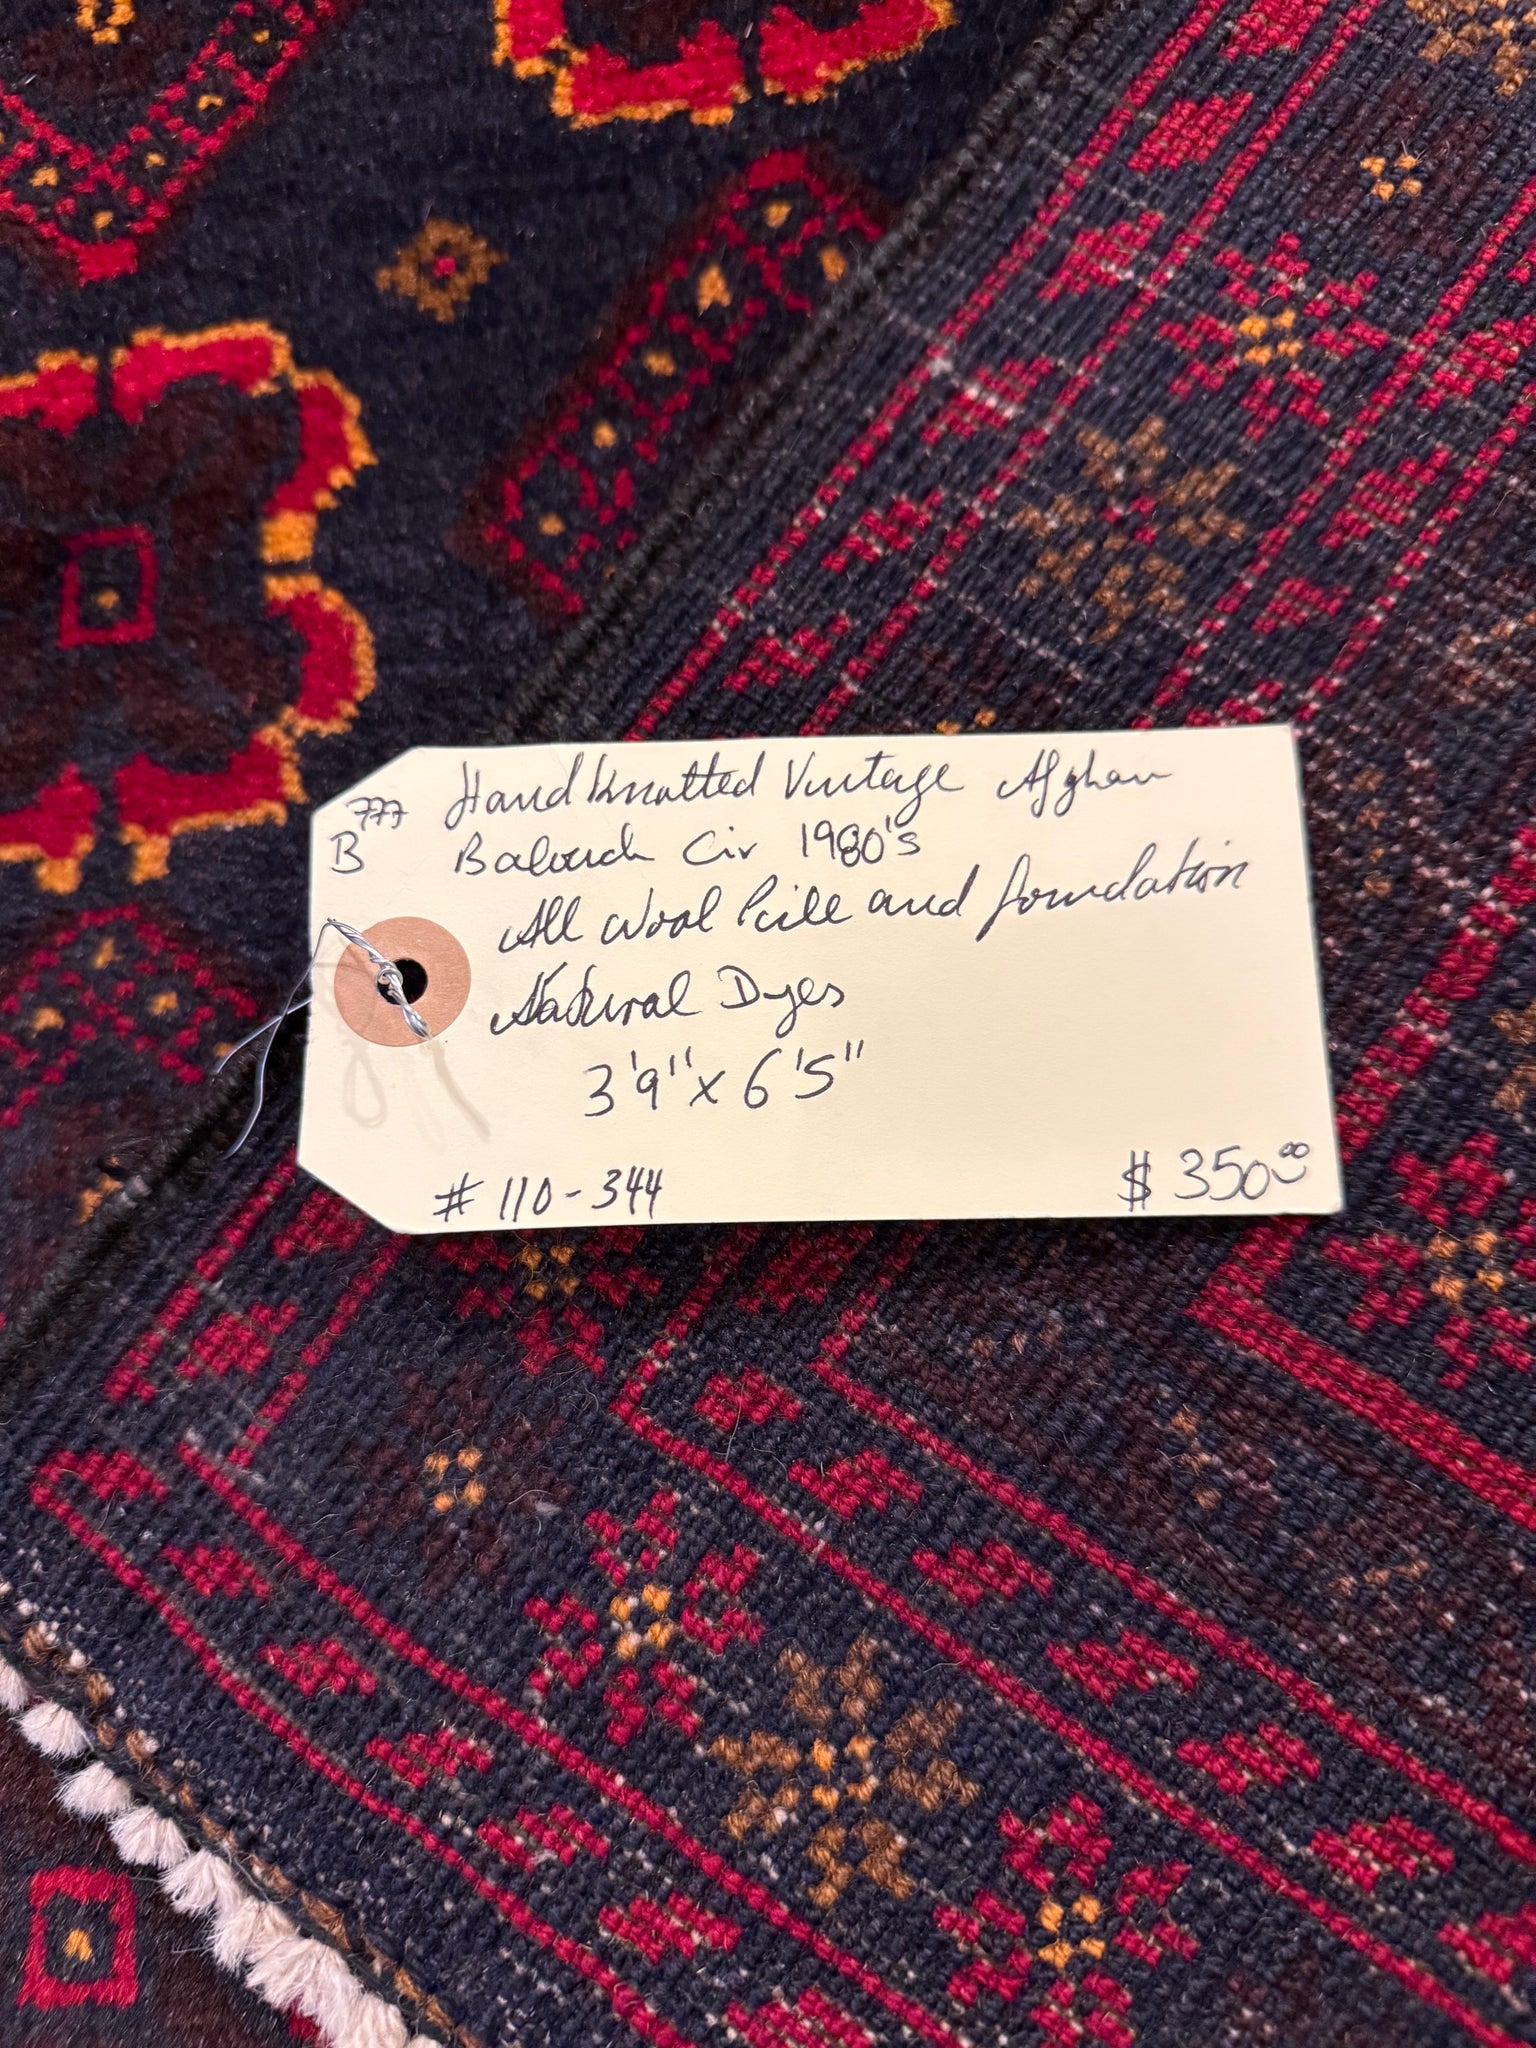 777
B
Hand Knotted Vintage Afghan
Balouch Cir 1980's
All Wool Pile and foundation
Natural Dyes
3'9" x 6'5"
# 110-344
$ 350.00